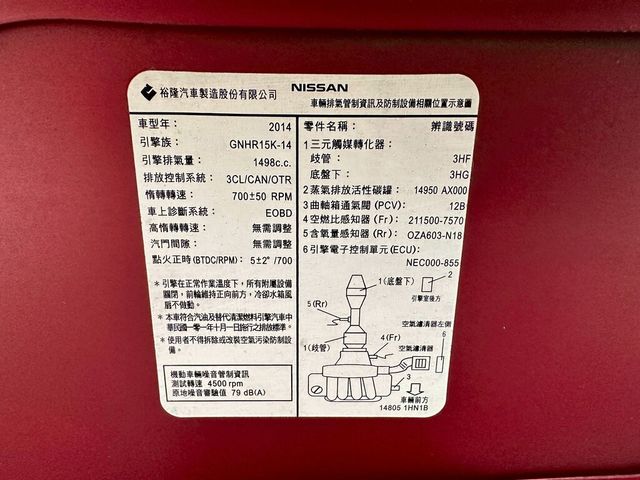 裕隆汽車製造股份有限公司
NISSAN
車輛排氣管制資訊及防制設備相關位置示意圖
車型年： 2014
引擎族： GNHR15K-14
引擎排氣量： 1498c.c.
排放控制系統： 3CL/CAN/OTR
惰轉轉速： 700±50 RPM
車上診斷系統： EOBD
高惰轉轉速： 無需調整
汽門間隙： 無需調整
點火正時(BTDC/RPM)： 5±2°/700
＊引擎在正常作業溫度下，所有附屬設備
關閉，前輪維持正向前方，冷卻水箱風
扇不做動。
＊本車符合汽油及替代清潔燃料引擎汽車中
華民國一〇一年十月一日施行之排放標準。
＊使用者不得拆除或改裝空氣污染防制設
備。
機動車輛噪音管制資訊
測試轉速 4500 rpm
原地噪音審驗值 79 dB(A)
零件名稱： 辨識號碼
1三元觸媒轉化器：
歧管： 3HF
底盤下： 3HG
2蒸氣排放活性碳罐： 14950 AX000
3曲軸箱通氣閥(PCV)： 12B
4空燃比感知器(Fr)： 211500-7570
5含氧量感知器(Rr)： OZA603-N18
6引擎電子控制單元(ECU)：
NEC000-855
1(底盤下)
2
引擎室後方
5(Rr)
空氣濾清器左側
6
1(歧管)
空氣濾清器
4(Fr)
3
車輛前方
14805 1HN1B